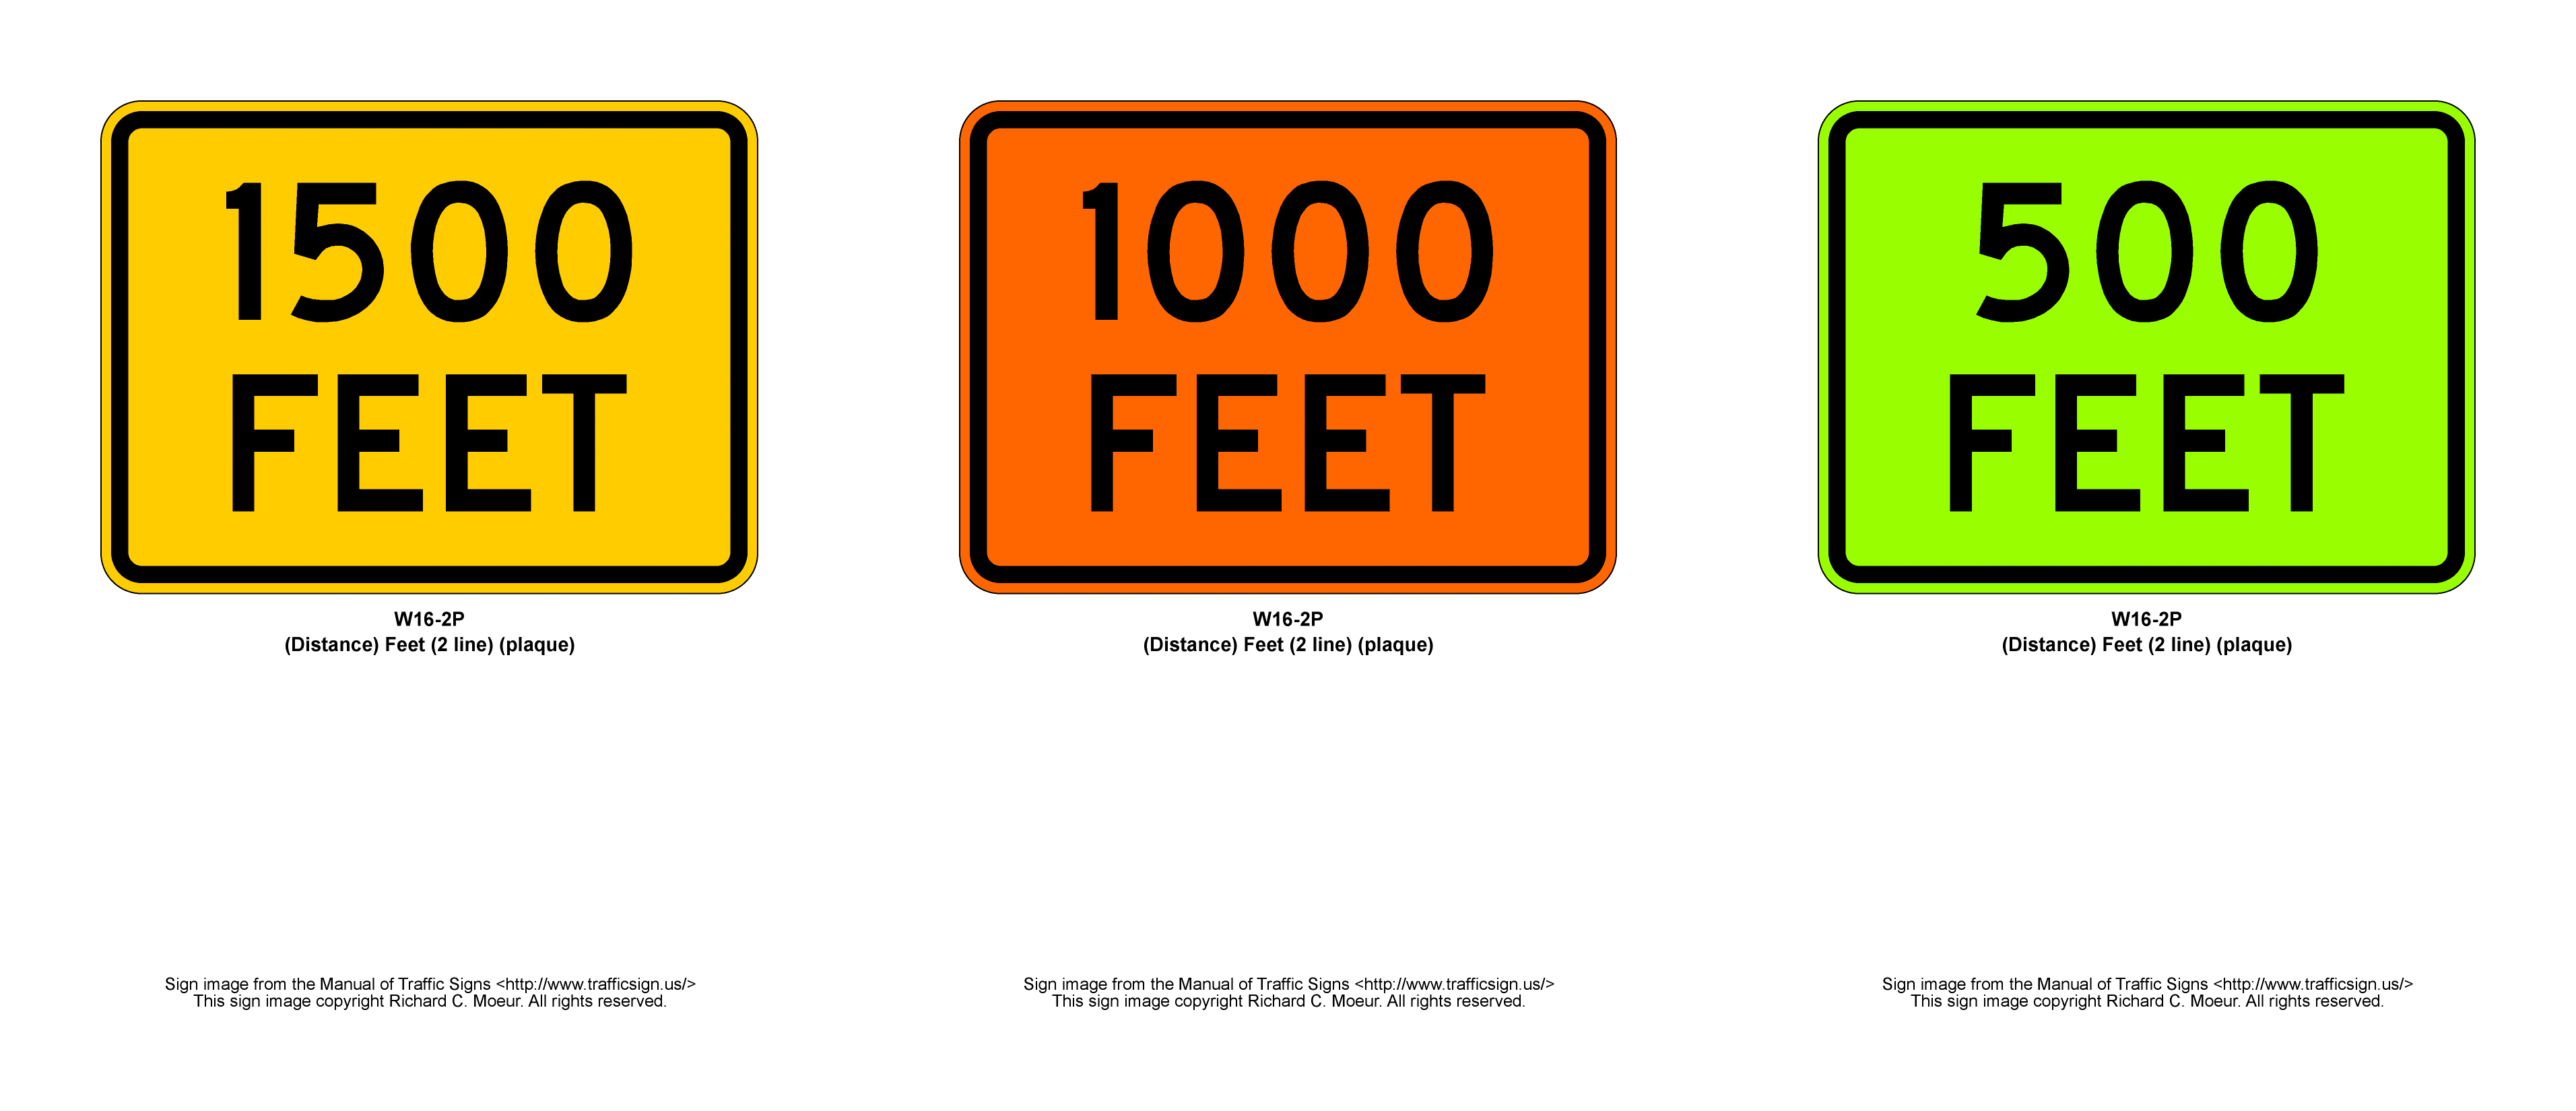 1500
FEET
W16-2P
(Distance) Feet (2 line) (plaque)
Sign image from the Manual of Traffic Signs <http://www.trafficsign.us/>
This sign image copyright Richard C. Moeur. All rights reserved.
1000
FEET
W16-2P
(Distance) Feet (2 line) (plaque)
Sign image from the Manual of Traffic Signs <http://www.trafficsign.us/>
This sign image copyright Richard C. Moeur. All rights reserved.
500
FEET
W16-2P
(Distance) Feet (2 line) (plaque)
Sign image from the Manual of Traffic Signs <http://www.trafficsign.us/>
This sign image copyright Richard C. Moeur. All rights reserved.